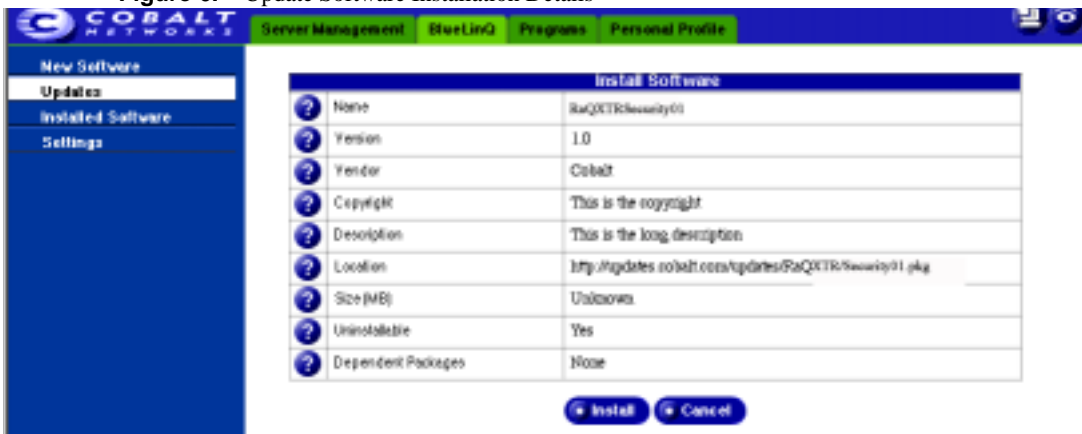 Figure 6. Update Software Installation Details
COBALT NETWORKS
Server Management BlueLinQ Programs Personal Profile
New Software
Updates
Installed Software
Settings
Install Software
Name RaQXTRSecurity01
Version 1.0
Vendor Cobalt
Copyright This is the copyright
Description This is the long description
Location http://updates.cobalt.com/updates/RaQXTR/Security01.pkg
Size (MB) Unknown
Uninstallable Yes
Dependent Packages None
Install Cancel